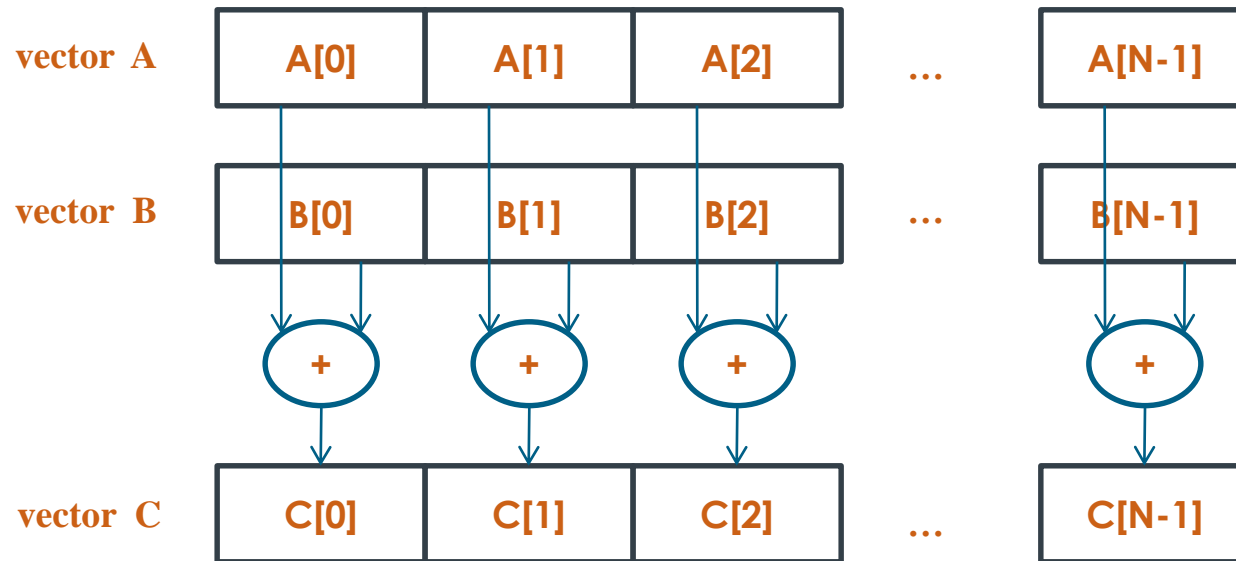 vector A A[0] A[1] A[2] ... A[N-1]
vector B B[0] B[1] B[2] ... B[N-1]
+ + + +
vector C C[0] C[1] C[2] ... C[N-1]